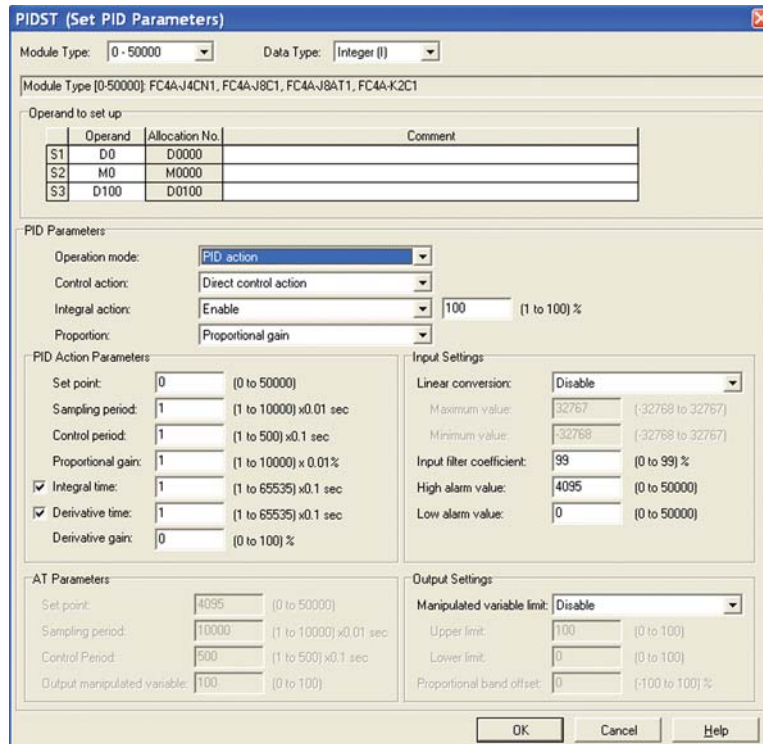 PIDST (Set PID Parameters)
Module Type: 0 - 50000 Data Type: Integer (I)
Module Type [0-50000]: FC4A-J4CN1, FC4A-J8C1, FC4A-J8AT1, FC4A-K2C1
Operand to set up
Operand Allocation No. Comment
S1 D0 D0000
S2 M0 M0000
S3 D100 D0100
PID Parameters
Operation mode: PID action
Control action: Direct control action
Integral action: Enable 100 (1 to 100) %
Proportion: Proportional gain
PID Action Parameters
Set point: 0 (0 to 50000)
Sampling period: 1 (1 to 10000) x0.01 sec
Control period: 1 (1 to 500) x0.1 sec
Proportional gain: 1 (1 to 10000) x 0.01%
Integral time: 1 (1 to 65535) x0.1 sec
Derivative time: 1 (1 to 65535) x0.1 sec
Derivative gain: 0 (0 to 100) %
Input Settings
Linear conversion: Disable
Maximum value: 32767 (-32768 to 32767)
Minimum value: -32768 (-32768 to 32767)
Input filter coefficient: 99 (0 to 99) %
High alarm value: 4095 (0 to 50000)
Low alarm value: 0 (0 to 50000)
AT Parameters
Set point: 4095 (0 to 50000)
Sampling period: 10000 (1 to 10000) x0.01 sec
Control Period: 500 (1 to 500) x0.1 sec
Output manipulated variable: 100 (0 to 100)
Output Settings
Manipulated variable limit: Disable
Upper limit: 100 (0 to 100)
Lower limit: 0 (0 to 100)
Proportional band offset: 0 (-100 to 100) %
OK Cancel Help